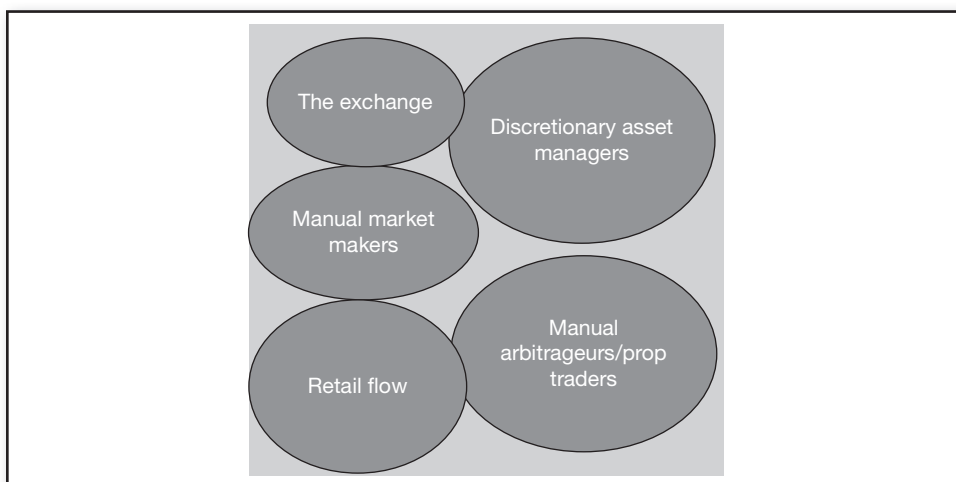 The exchange
Discretionary asset
managers
Manual market
makers
Manual
arbitrageurs/prop
traders
Retail flow